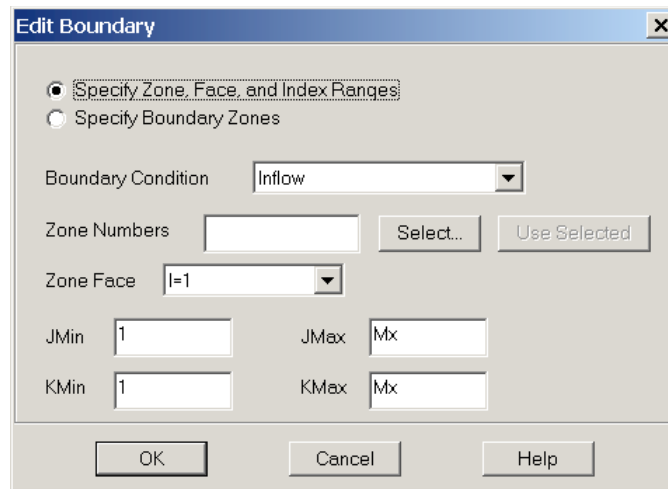 Edit Boundary
Specify Zone, Face, and Index Ranges
Specify Boundary Zones
Boundary Condition Inflow
Zone Numbers Select... Use Selected
Zone Face I=1
JMin 1 JMax Mx
KMin 1 KMax Mx
OK Cancel Help